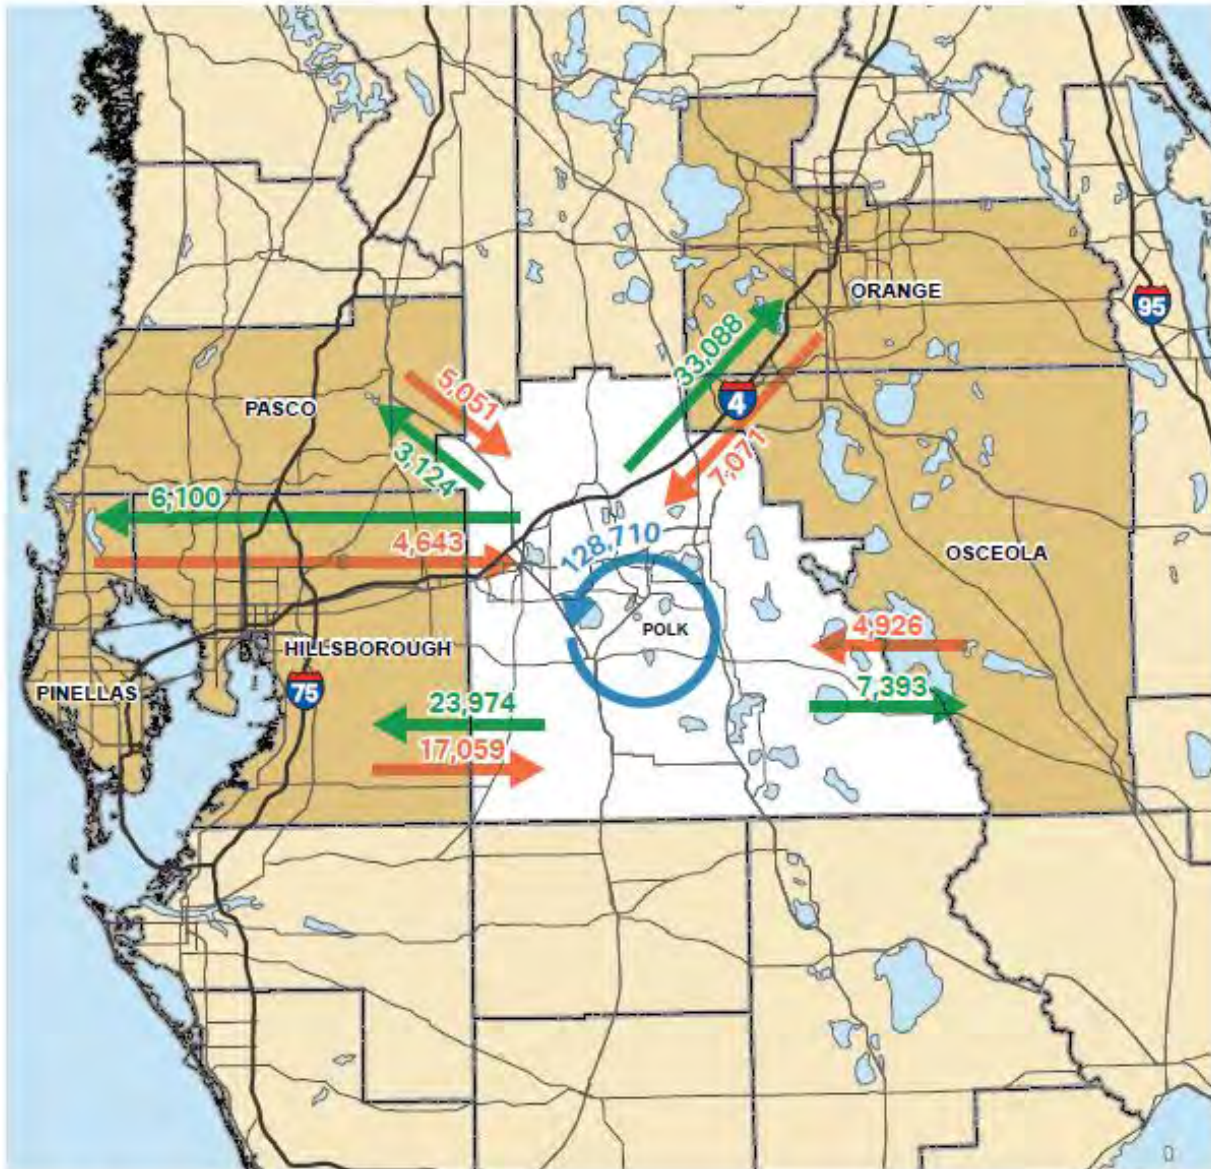 ORANGE
95
33,088
4
7,071
PASCO
5,051
3,124
6,100
4,643
128,710
OSCEOLA
POLK
4,926
7,393
HILLSBOROUGH
PINELLAS
75
23,974
17,059